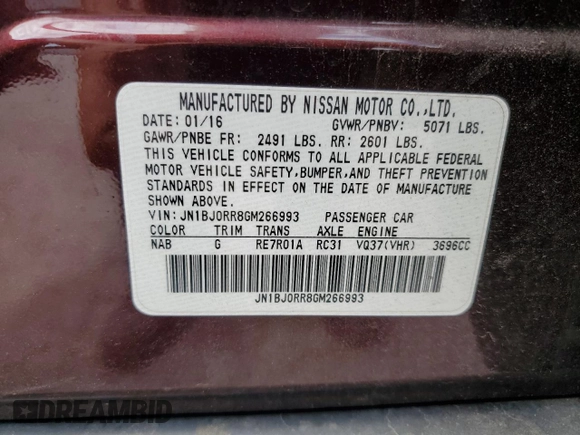 MANUFACTURED BY NISSAN MOTOR CO.,LTD.
DATE: 01/16 GVWR/PNBV: 5071 LBS.
GAWR/PNBE FR: 2491 LBS. RR: 2601 LBS.
THIS VEHICLE CONFORMS TO ALL APPLICABLE FEDERAL
MOTOR VEHICLE SAFETY,BUMPER,AND THEFT PREVENTION
STANDARDS IN EFFECT ON THE DATE OF MANUFACTURE
SHOWN ABOVE.
VIN: JN1BJ0RR8GM266993 PASSENGER CAR
COLOR TRIM TRANS AXLE ENGINE
NAB G RE7R01A RC31 VQ37(VHR) 3696CC
JN1BJ0RR8GM266993
DREAMBID